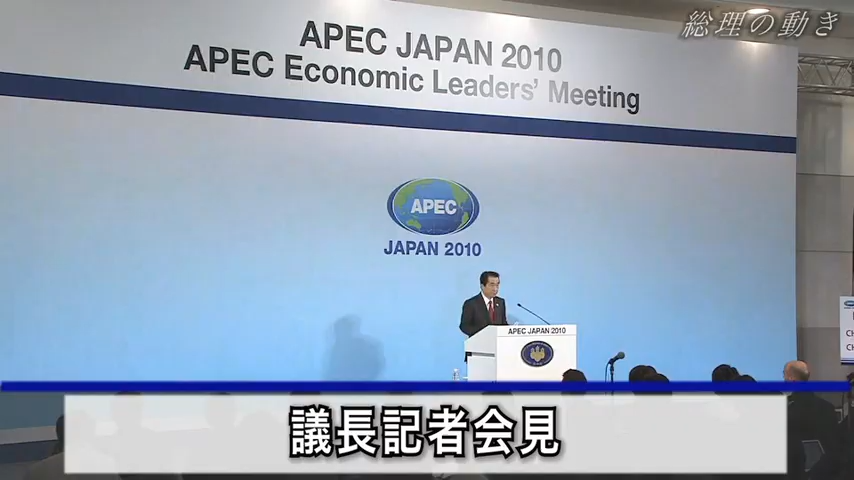 総理の動き
APEC JAPAN 2010
APEC Economic Leaders' Meeting
APEC
JAPAN 2010
APEC JAPAN 2010
議長記者会見